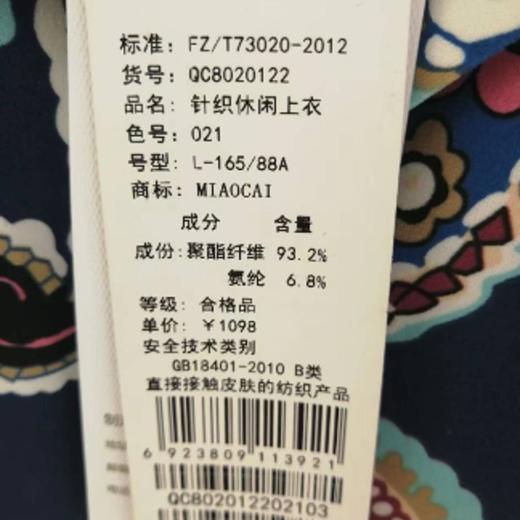 标准: FZ/T73020-2012
货号: QC8020122
品名: 针织休闲上衣
色号: 021
号型: L-165/88A
商标: MIAOCAI
成分 含量
成份:聚酯纤维 93.2%
氨纶 6.8%
等级: 合格品
单价: ¥1098
安全技术类别
GB18401-2010 B类
直接接触皮肤的纺织产品
6 923809 113921
QC802012202103